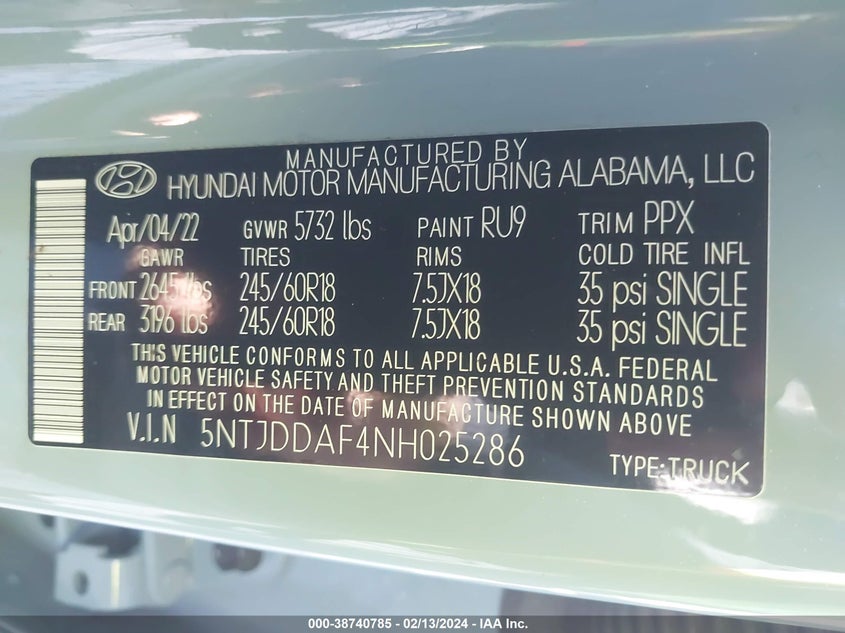 MANUFACTURED BY
HYUNDAI MOTOR MANUFACTURING ALABAMA, LLC
Apr/04/22 GVWR 5732 lbs PAINT RU9 TRIM PPX
GAWR TIRES RIMS COLD TIRE INFL
FRONT 2645 lbs 245/60R18 7.5JX18 35 psi SINGLE
REAR 3196 lbs 245/60R18 7.5JX18 35 psi SINGLE
THIS VEHICLE CONFORMS TO ALL APPLICABLE U.S.A. FEDERAL
MOTOR VEHICLE SAFETY AND THEFT PREVENTION STANDARDS
IN EFFECT ON THE DATE OF MANUFACTURE SHOWN ABOVE
V.I.N 5NTJDDAF4NH025286
TYPE:TRUCK
000-38740785 - 02/13/2024 - IAA Inc.